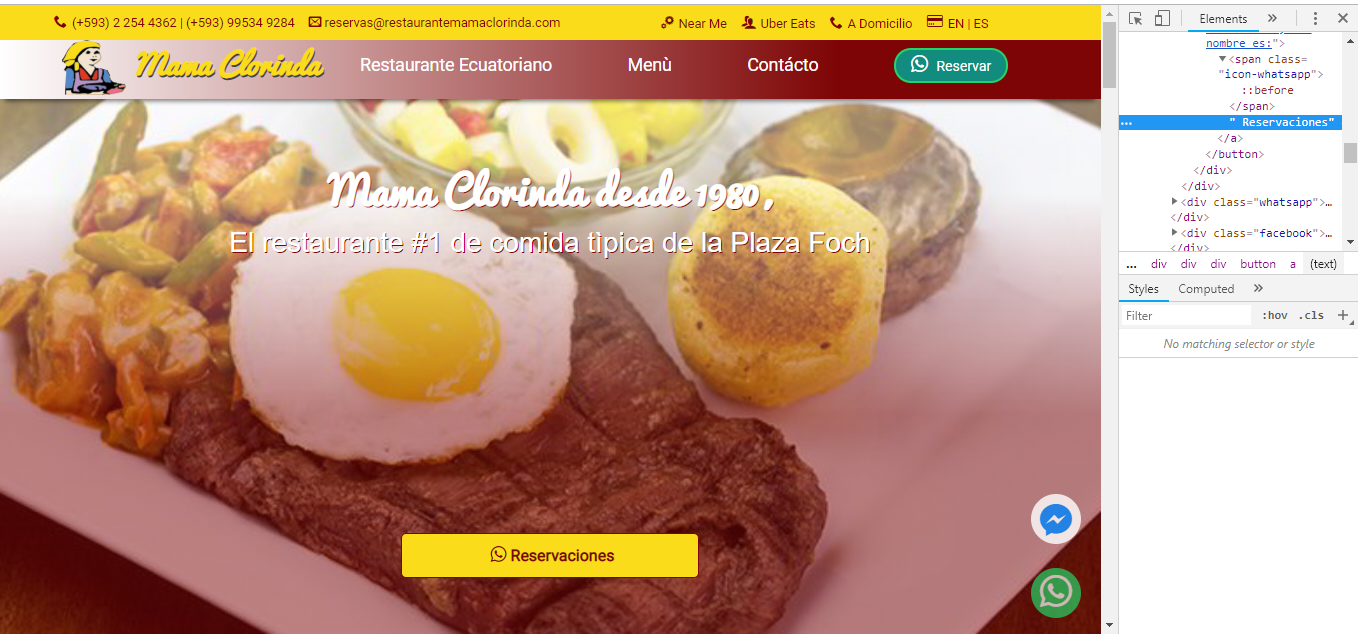 (+593) 2 254 4362 | (+593) 99534 9284 reservas@restaurantemamaclorinda.com Near Me Uber Eats A Domicilio EN | ES
Mama Clorinda Restaurante Ecuatoriano Menù Contácto Reservar
Mama Clorinda desde 1980,
El restaurante #1 de comida tìpica de la Plaza Foch
Reservaciones
Elements »
nombre es:">
▼<span class=
"icon-whatsapp">
::before
</span>
... " Reservaciones"
</a>
</button>
</div>
</div>
▶<div class="whatsapp">…
</div>
▶<div class="facebook">…
</div>
... div div div button a (text)
Styles Computed »
Filter :hov .cls +
No matching selector or style